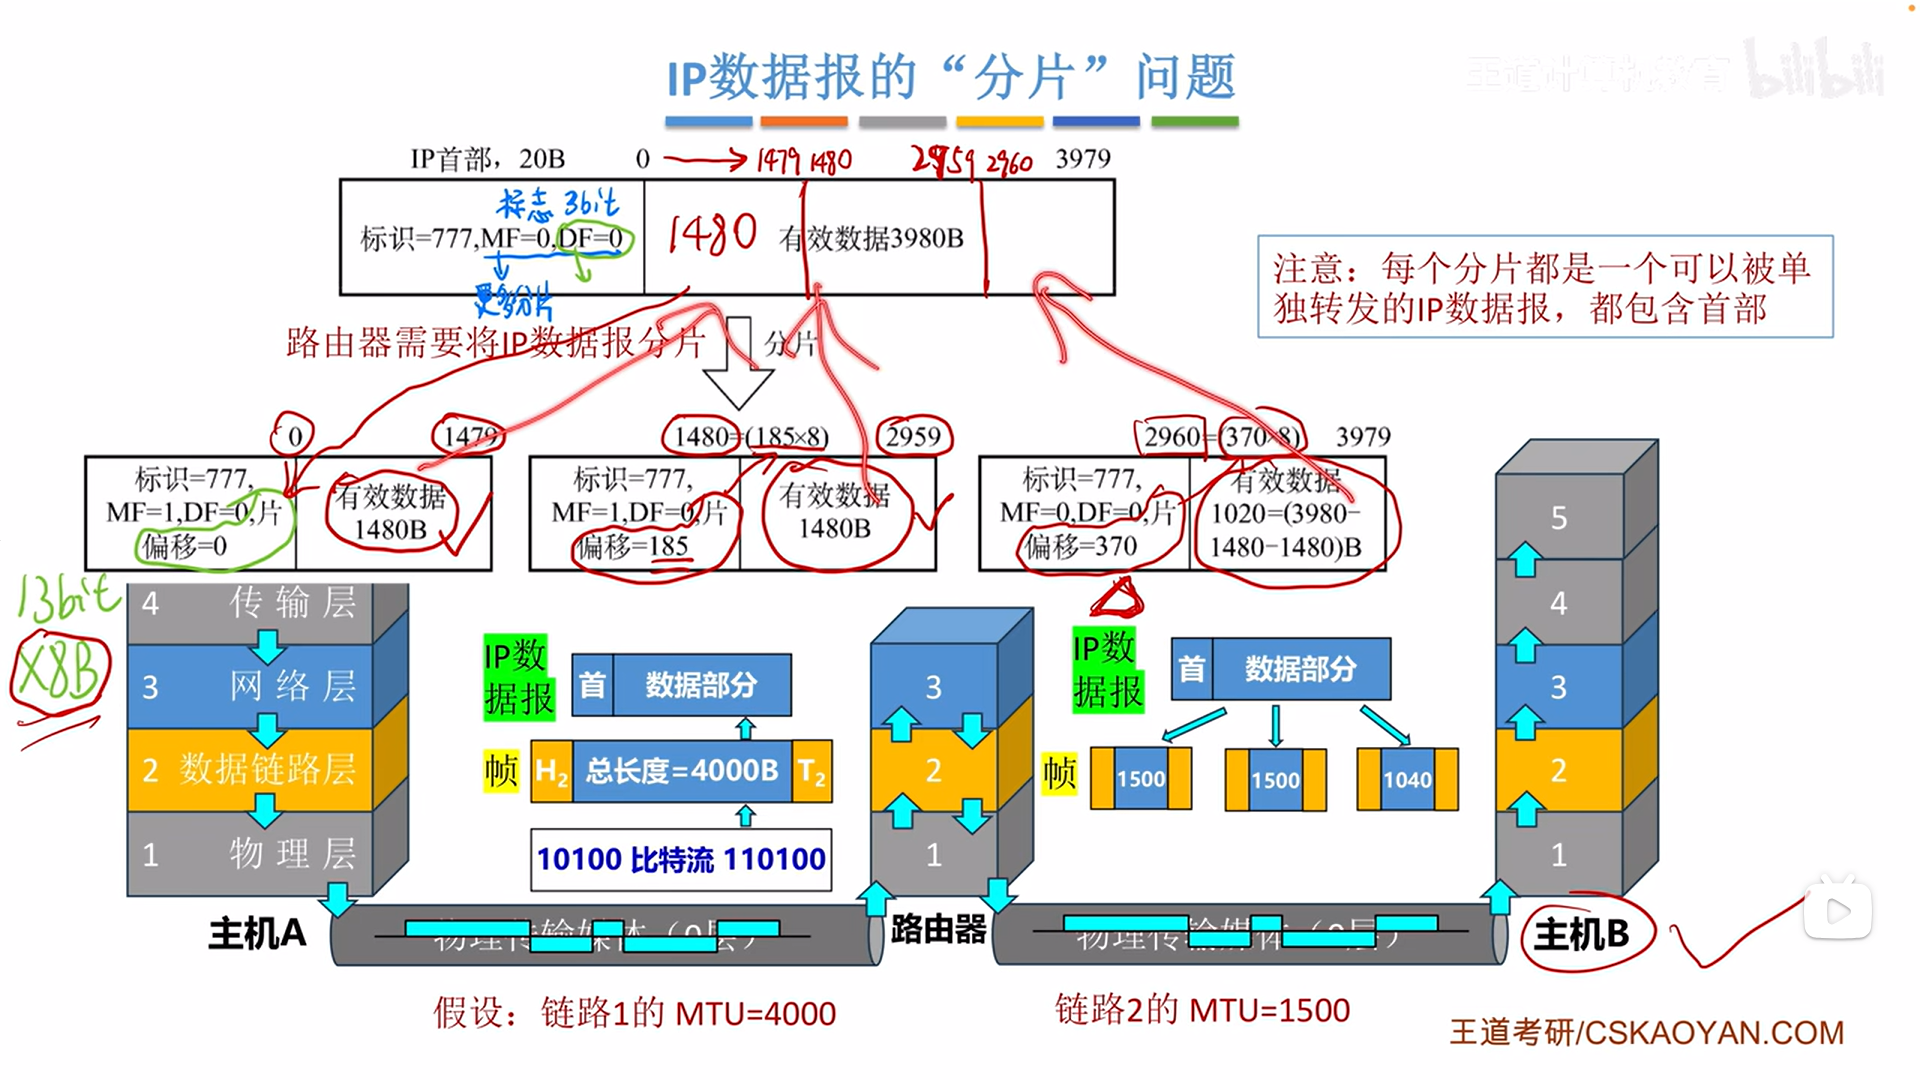 IP数据报的“分片”问题
bilibili
IP首部，20B 0 1479 1480 2959 2960 3979
标志 3bit
标识=777,MF=0,DF=0
1480
有效数据3980B
更多分片
注意：每个分片都是一个可以被单
独转发的IP数据报，都包含首部
路由器需要将IP数据报分片
分片
0 1479
标识=777,
MF=1,DF=0,片
偏移=0
有效数据
1480B
1480=(185×8) 2959
标识=777,
MF=1,DF=0,片
偏移=185
有效数据
1480B
2960=(370×8) 3979
标识=777,
MF=0,DF=0,片
偏移=370
有效数据
1020=(3980−
1480−1480)B
13bit
X8B
4 传输层
3 网络层
2 数据链路层
1 物理层
主机A
IP数
据报
首 数据部分
帧 H2 总长度=4000B T2
10100 比特流 110100
3
2
1
路由器
IP数
据报
首 数据部分
帧 1500 1500 1040
5
4
3
2
1
主机B
物理传输媒体（0层）
物理传输媒体（0层）
假设：链路1的 MTU=4000
链路2的 MTU=1500
王道考研/CSKAOYAN.COM